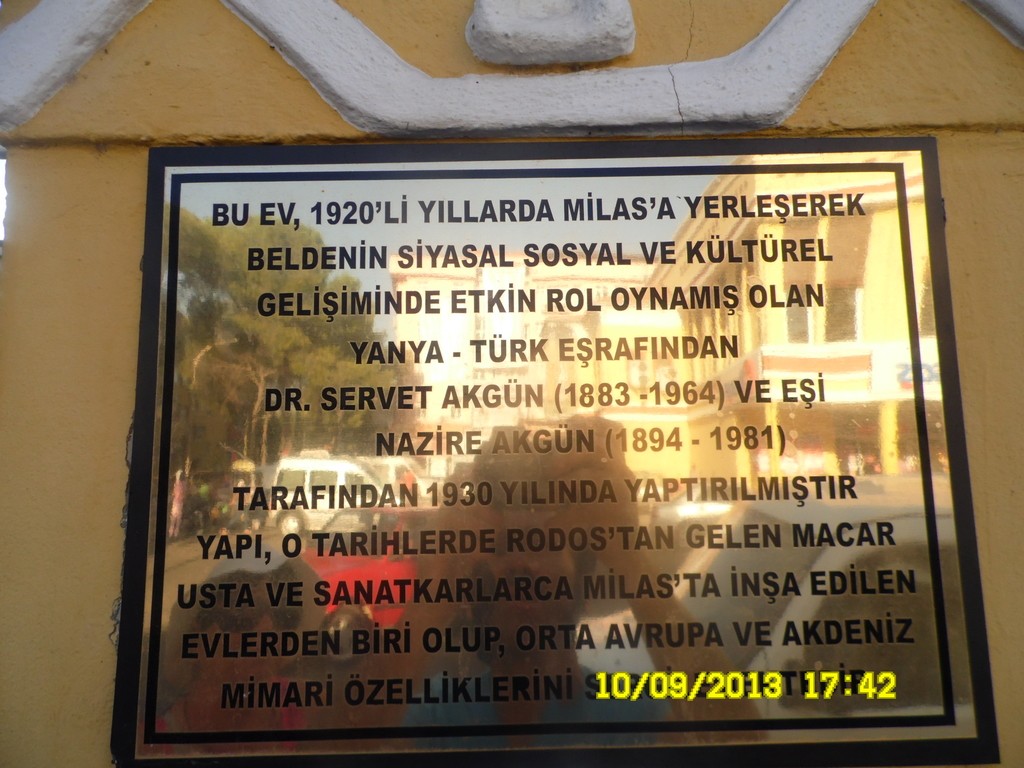 BU EV, 1920'Lİ YILLARDA MİLAS'A YERLEŞEREK
BELDENİN SİYASAL SOSYAL VE KÜLTÜREL
GELİŞİMİNDE ETKİN ROL OYNAMIŞ OLAN
YANYA - TÜRK EŞRAFINDAN
DR. SERVET AKGÜN (1883 -1964) VE EŞİ
NAZİRE AKGÜN (1894 - 1981)
TARAFINDAN 1930 YILINDA YAPTIRILMIŞTIR
YAPI, O TARİHLERDE RODOS'TAN GELEN MACAR
USTA VE SANATKARLARCA MİLAS'TA İNŞA EDİLEN
EVLERDEN BİRİ OLUP, ORTA AVRUPA VE AKDENİZ
MİMARİ ÖZELLİKLERİNİ
10/09/2013 17:42